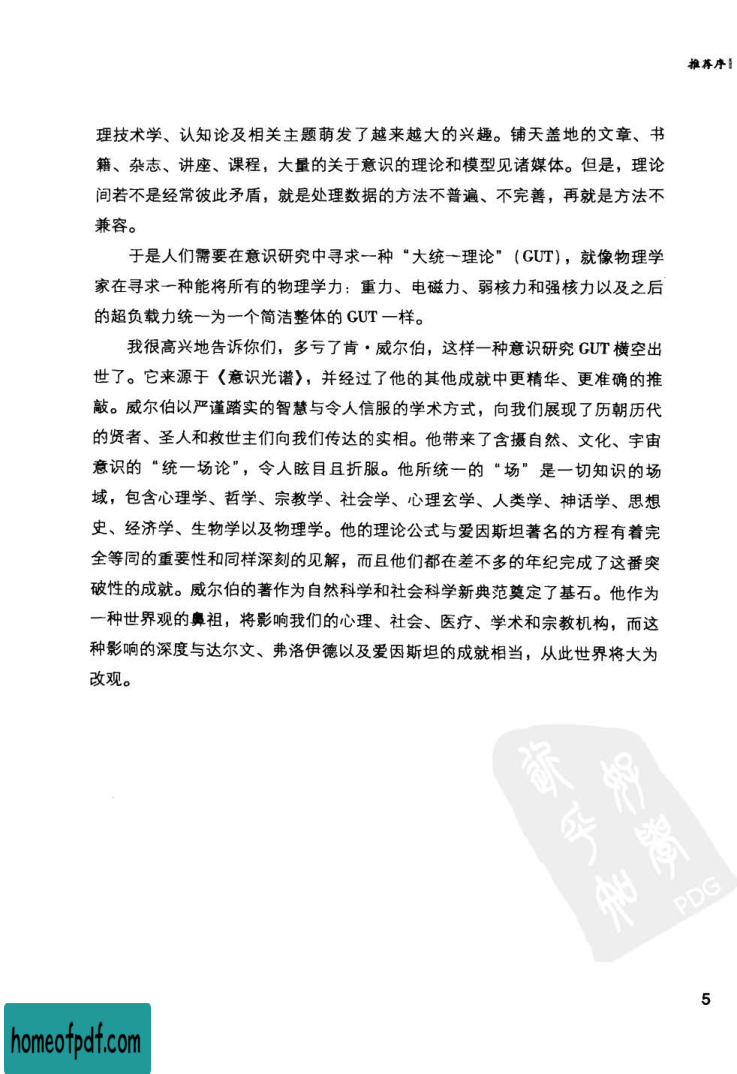 推荐序
理技术学、认知论及相关主题萌发了越来越大的兴趣。铺天盖地的文章、书
籍、杂志、讲座、课程，大量的关于意识的理论和模型见诸媒体。但是，理论
间若不是经常彼此矛盾，就是处理数据的方法不普遍、不完善，再就是方法不
兼容。
于是人们需要在意识研究中寻求一种“大统一理论”（GUT），就像物理学
家在寻求一种能将所有的物理学力：重力、电磁力、弱核力和强核力以及之后
的超负载力统一为一个简洁整体的 GUT 一样。
我很高兴地告诉你们，多亏了肯·威尔伯，这样一种意识研究 GUT 横空出
世了。它来源于《意识光谱》，并经过了他的其他成就中更精华、更准确的推
敲。威尔伯以严谨踏实的智慧与令人信服的学术方式，向我们展现了历朝历代
的贤者、圣人和救世主们向我们传达的实相。他带来了含摄自然、文化、宇宙
意识的“统一场论”，令人眩目且折服。他所统一的“场”是一切知识的场
域，包含心理学、哲学、宗教学、社会学、心理玄学、人类学、神话学、思想
史、经济学、生物学以及物理学。他的理论公式与爱因斯坦著名的方程有着完
全等同的重要性和同样深刻的见解，而且他们都在差不多的年纪完成了这番突
破性的成就。威尔伯的著作为自然科学和社会科学新典范奠定了基石。他作为
一种世界观的鼻祖，将影响我们的心理、社会、医疗、学术和宗教机构，而这
种影响的深度与达尔文、弗洛伊德以及爱因斯坦的成就相当，从此世界将大为
改观。
PDG
5
homeofpdf.com